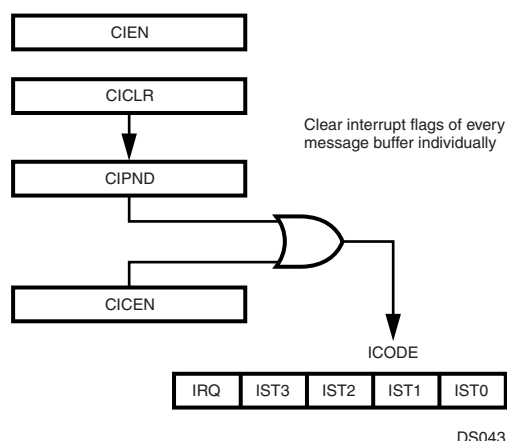 CIEN
CICLR
Clear interrupt flags of every
message buffer individually
CIPND
CICEN
ICODE
IRQ IST3 IST2 IST1 IST0
DS043